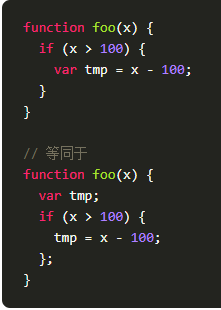 function foo(x) {
  if (x > 100) {
    var tmp = x - 100;
  }
}

// 等同于
function foo(x) {
  var tmp;
  if (x > 100) {
    tmp = x - 100;
  };
}